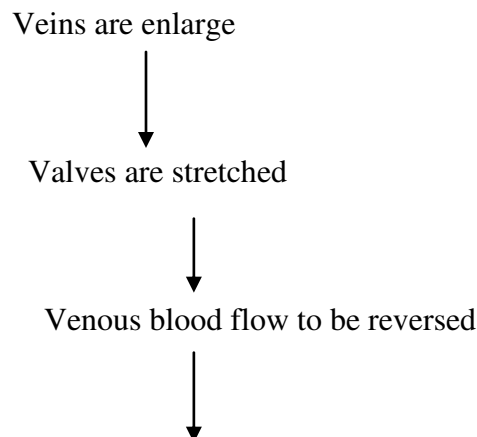 Veins are enlarge
Valves are stretched
Venous blood flow to be reversed